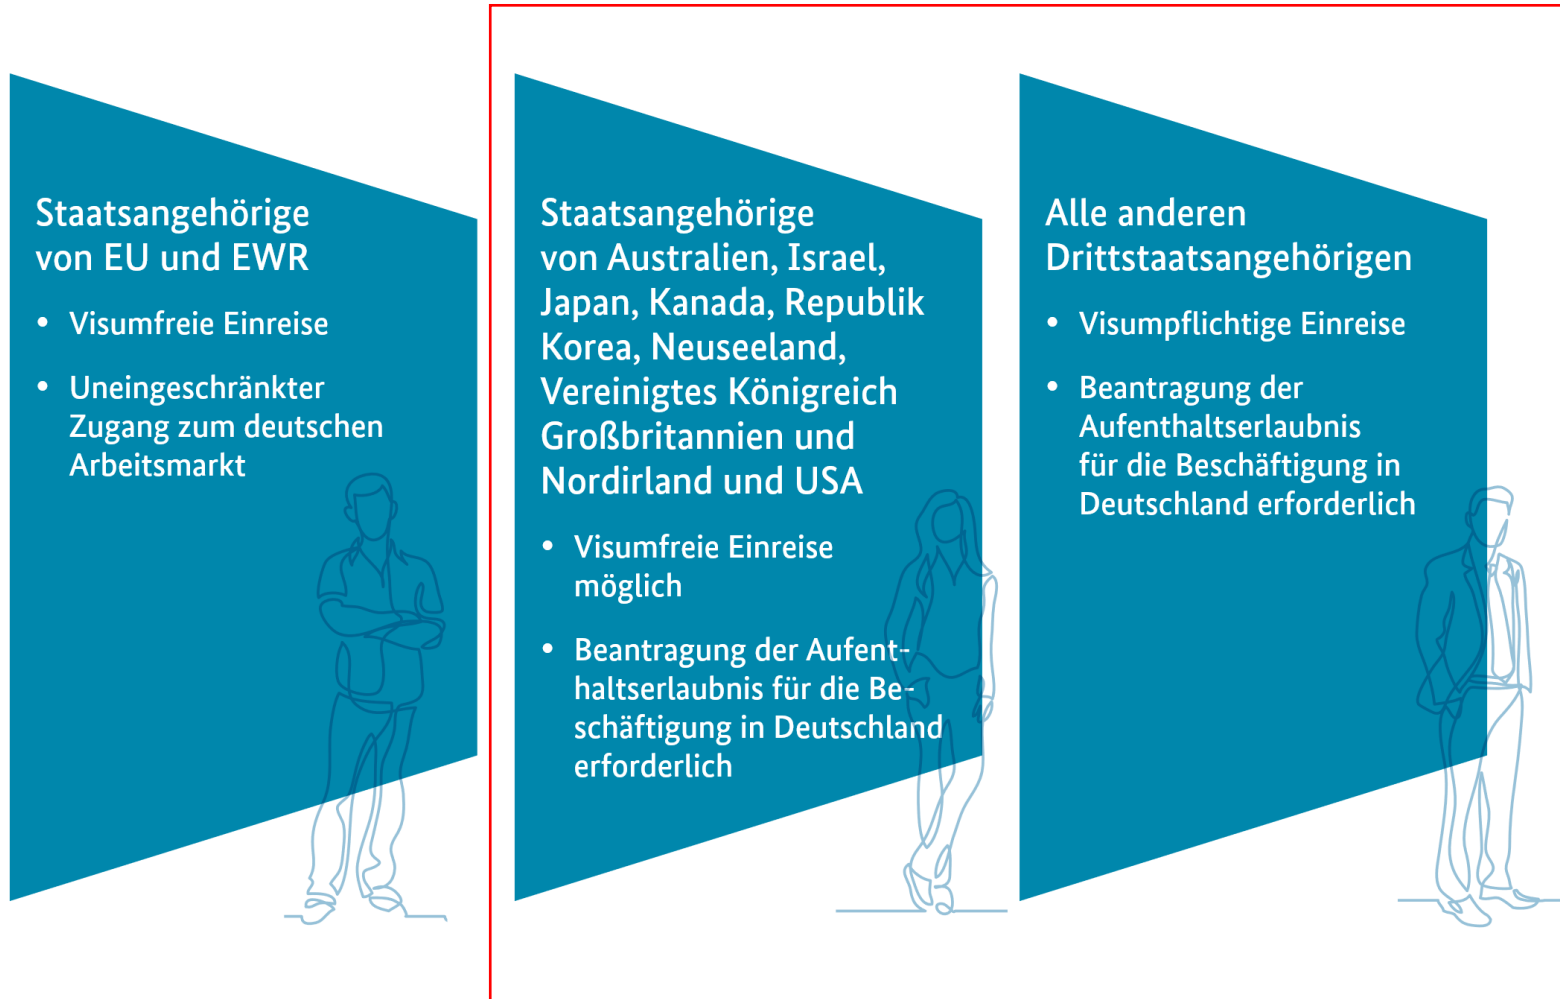 Staatsangehörige
von EU und EWR
• Visumfreie Einreise
• Uneingeschränkter
Zugang zum deutschen
Arbeitsmarkt
Staatsangehörige
von Australien, Israel,
Japan, Kanada, Republik
Korea, Neuseeland,
Vereinigtes Königreich
Großbritannien und
Nordirland und USA
• Visumfreie Einreise
möglich
• Beantragung der Aufent-
haltserlaubnis für die Be-
schäftigung in Deutschland
erforderlich
Alle anderen
Drittstaatsangehörigen
• Visumpflichtige Einreise
• Beantragung der
Aufenthaltserlaubnis
für die Beschäftigung in
Deutschland erforderlich